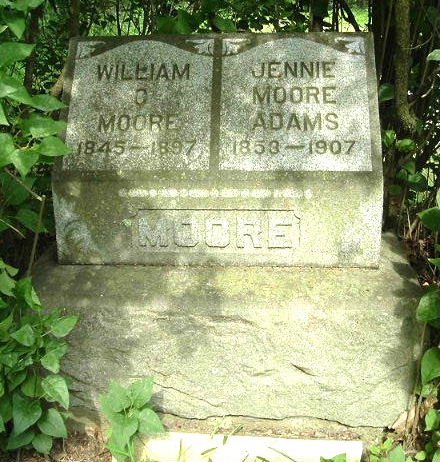 WILLIAM
O
MOORE
1845-1897
JENNIE
MOORE
ADAMS
1853-1907
MOORE